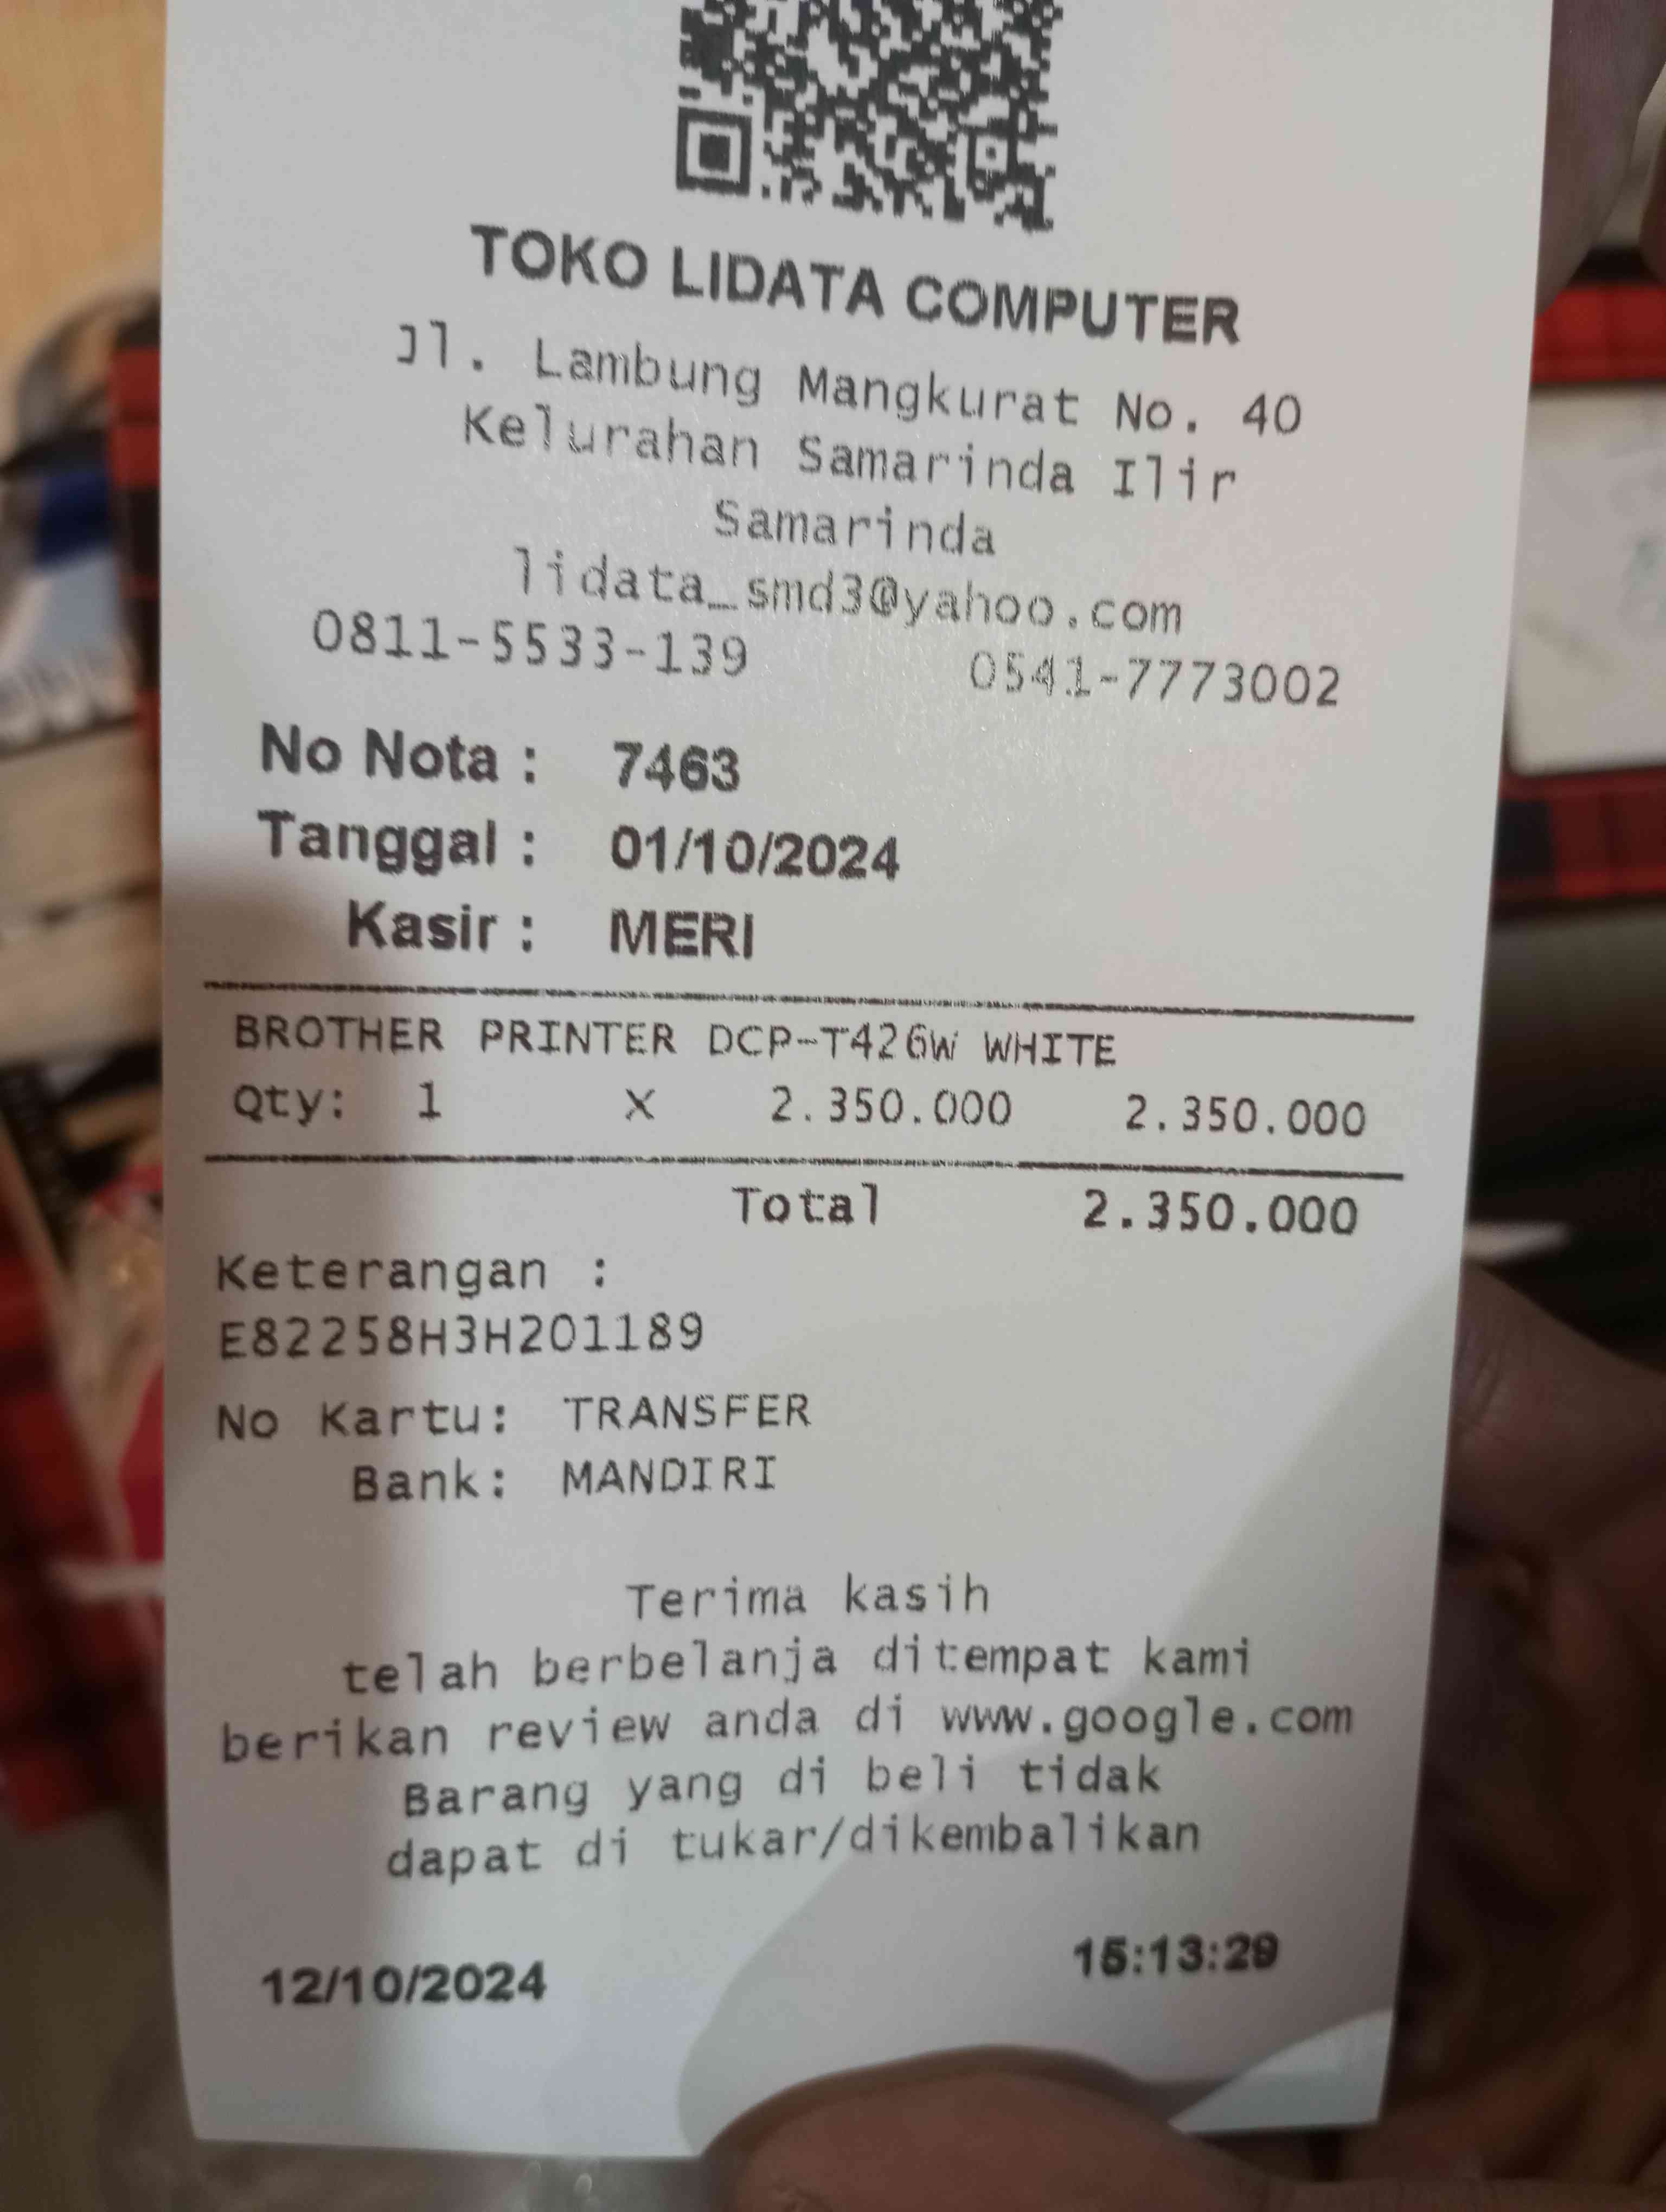 TOKO LIDATA COMPUTER
Jl. Lambung Mangkurat No. 40
Kelurahan Samarinda Ilir
Samarinda
lidata_smd3@yahoo.com
0811-5533-139 0541-7773002
No Nota : 7463
Tanggal : 01/10/2024
Kasir : MERI
BROTHER PRINTER DCP-T426W WHITE
Qty: 1 X 2.350.000 2.350.000
Total 2.350.000
Keterangan :
E82258H3H201189
No Kartu: TRANSFER
Bank: MANDIRI
Terima kasih
telah berbelanja ditempat kami
berikan review anda di www.google.com
Barang yang di beli tidak
dapat di tukar/dikembalikan
12/10/2024 15:13:29